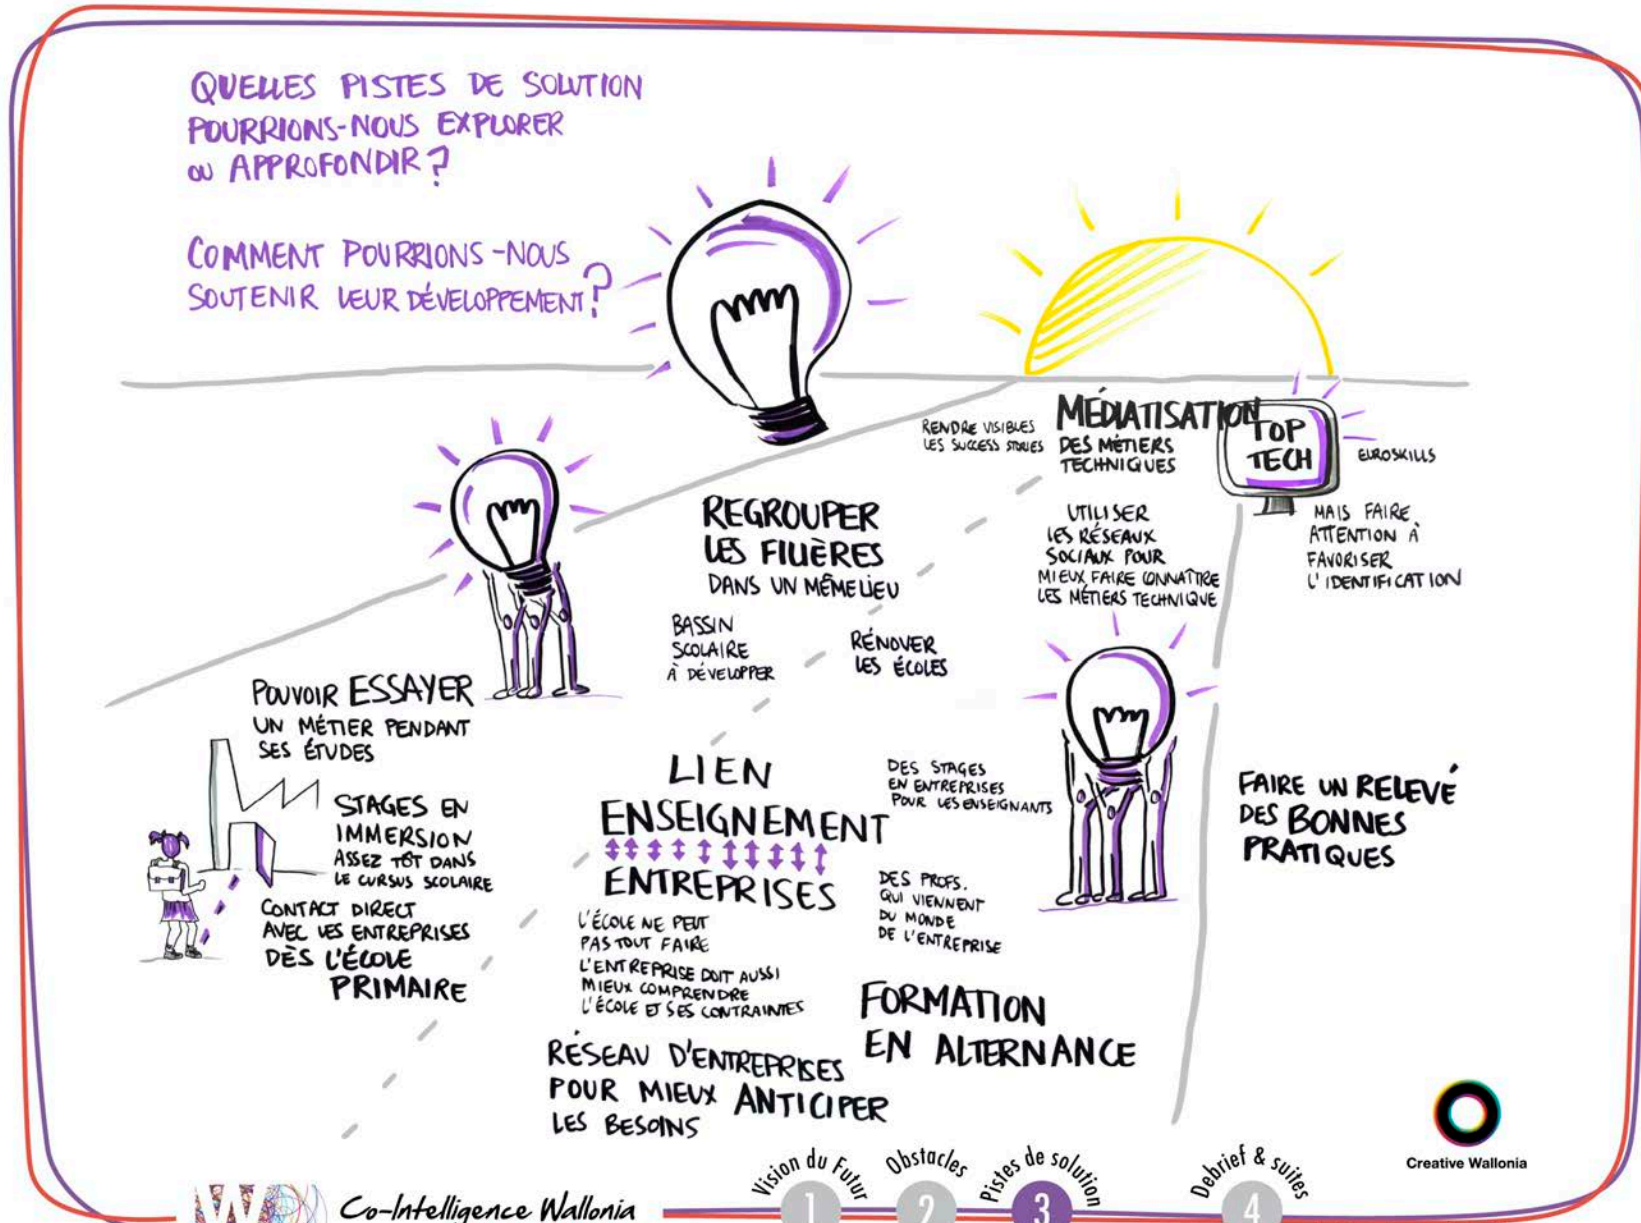 QUELLES PISTES DE SOLUTION
POURRIONS-NOUS EXPLORER
OU APPROFONDIR ?
COMMENT POURRIONS-NOUS
SOUTENIR LEUR DÉVELOPPEMENT ?
RENDRE VISIBLES
LES SUCCESS STORIES
MÉDIATISATION
DES MÉTIERS
TECHNIQUES
TOP
TECH
EUROSKILLS
UTILISER
LES RÉSEAUX
SOCIAUX POUR
MIEUX FAIRE CONNAÎTRE
LES MÉTIERS TECHNIQUE
MAIS FAIRE
ATTENTION À
FAVORISER
L'IDENTIFICATION
REGROUPER
LES FILIÈRES
DANS UN MÊME LIEU
BASSIN
SCOLAIRE
À DÉVELOPPER
RÉNOVER
LES ÉCOLES
POUVOIR ESSAYER
UN MÉTIER PENDANT
SES ÉTUDES
STAGES EN
IMMERSION
ASSEZ TÔT DANS
LE CURSUS SCOLAIRE
CONTACT DIRECT
AVEC LES ENTREPRISES
DÈS L'ÉCOLE
PRIMAIRE
LIEN
ENSEIGNEMENT
ENTREPRISES
L'ÉCOLE NE PEUT
PAS TOUT FAIRE
L'ENTREPRISE DOIT AUSSI
MIEUX COMPRENDRE
L'ÉCOLE ET SES CONTRAINTES
DES STAGES
EN ENTREPRISES
POUR LES ENSEIGNANTS
DES PROFS.
QUI VIENNENT
DU MONDE
DE L'ENTREPRISE
FAIRE UN RELEVÉ
DES BONNES
PRATIQUES
FORMATION
EN ALTERNANCE
RÉSEAU D'ENTREPRISES
POUR MIEUX ANTICIPER
LES BESOINS
Creative Wallonia
W
Co-Intelligence Wallonia
Vision du Futur
1
Obstacles
2
Pistes de solution
3
Debrief & suites
4